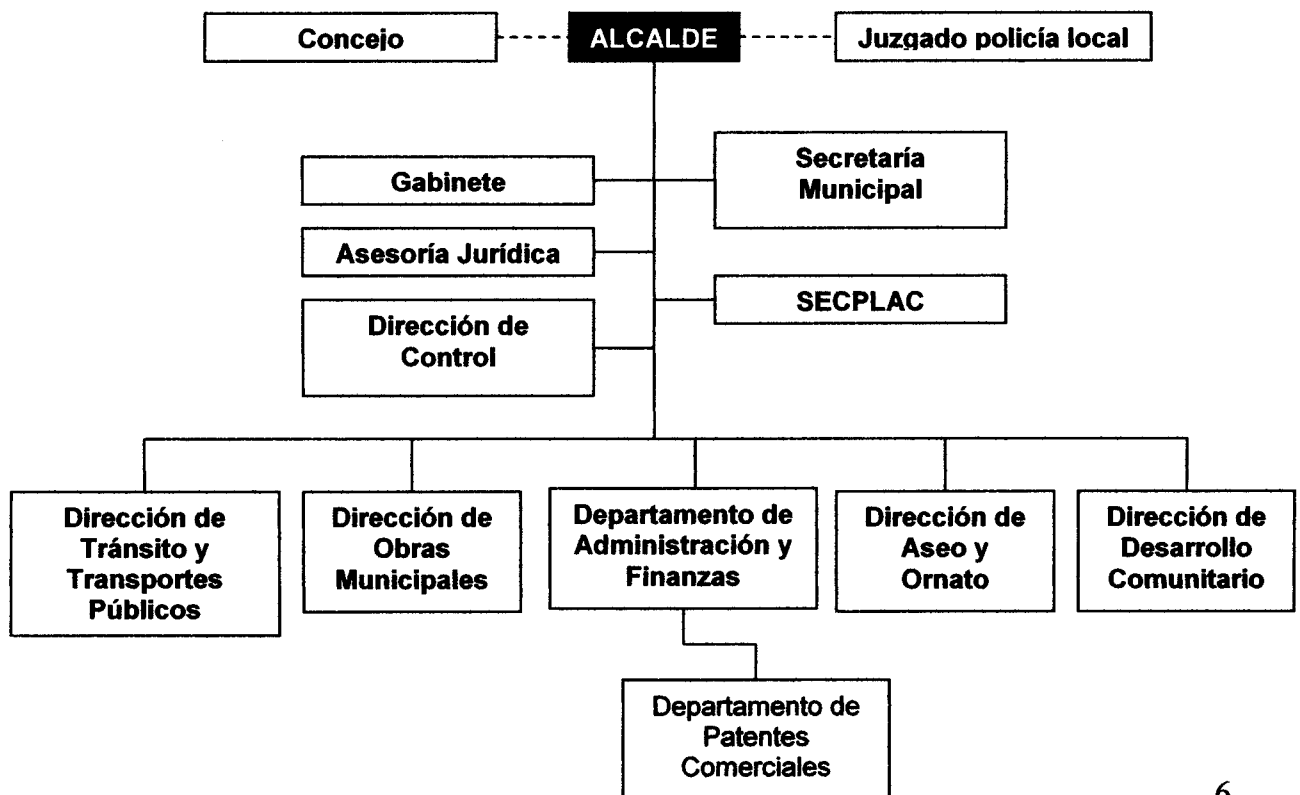 Concejo
ALCALDE
Juzgado policía local
Gabinete
Secretaría
Municipal
Asesoría Jurídica
SECPLAC
Dirección de
Control
Dirección de
Tránsito y
Transportes
Públicos
Dirección de
Obras
Municipales
Departamento de
Administración y
Finanzas
Dirección de
Aseo y
Ornato
Dirección de
Desarrollo
Comunitario
Departamento de
Patentes
Comerciales
6